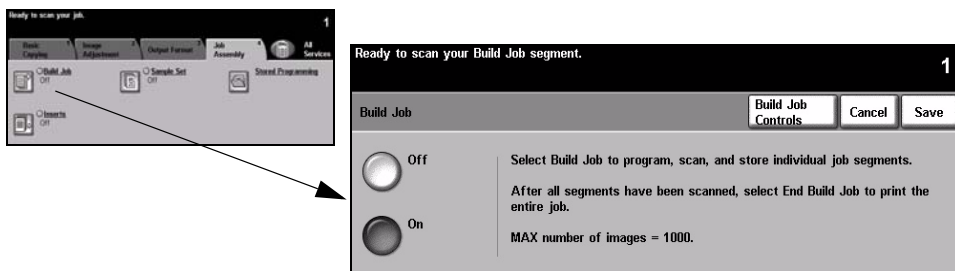 Ready to scan your job.
1
Basic Copying
Image Adjustment
Output Format
Job Assembly
All Services
Build Job
Off
Sample Set
Off
Stored Programming
Inserts
Off
Ready to scan your Build Job segment.
1
Build Job
Build Job Controls
Cancel
Save
Off
Select Build Job to program, scan, and store individual job segments.
After all segments have been scanned, select End Build Job to print the
entire job.
On
MAX number of images = 1000.